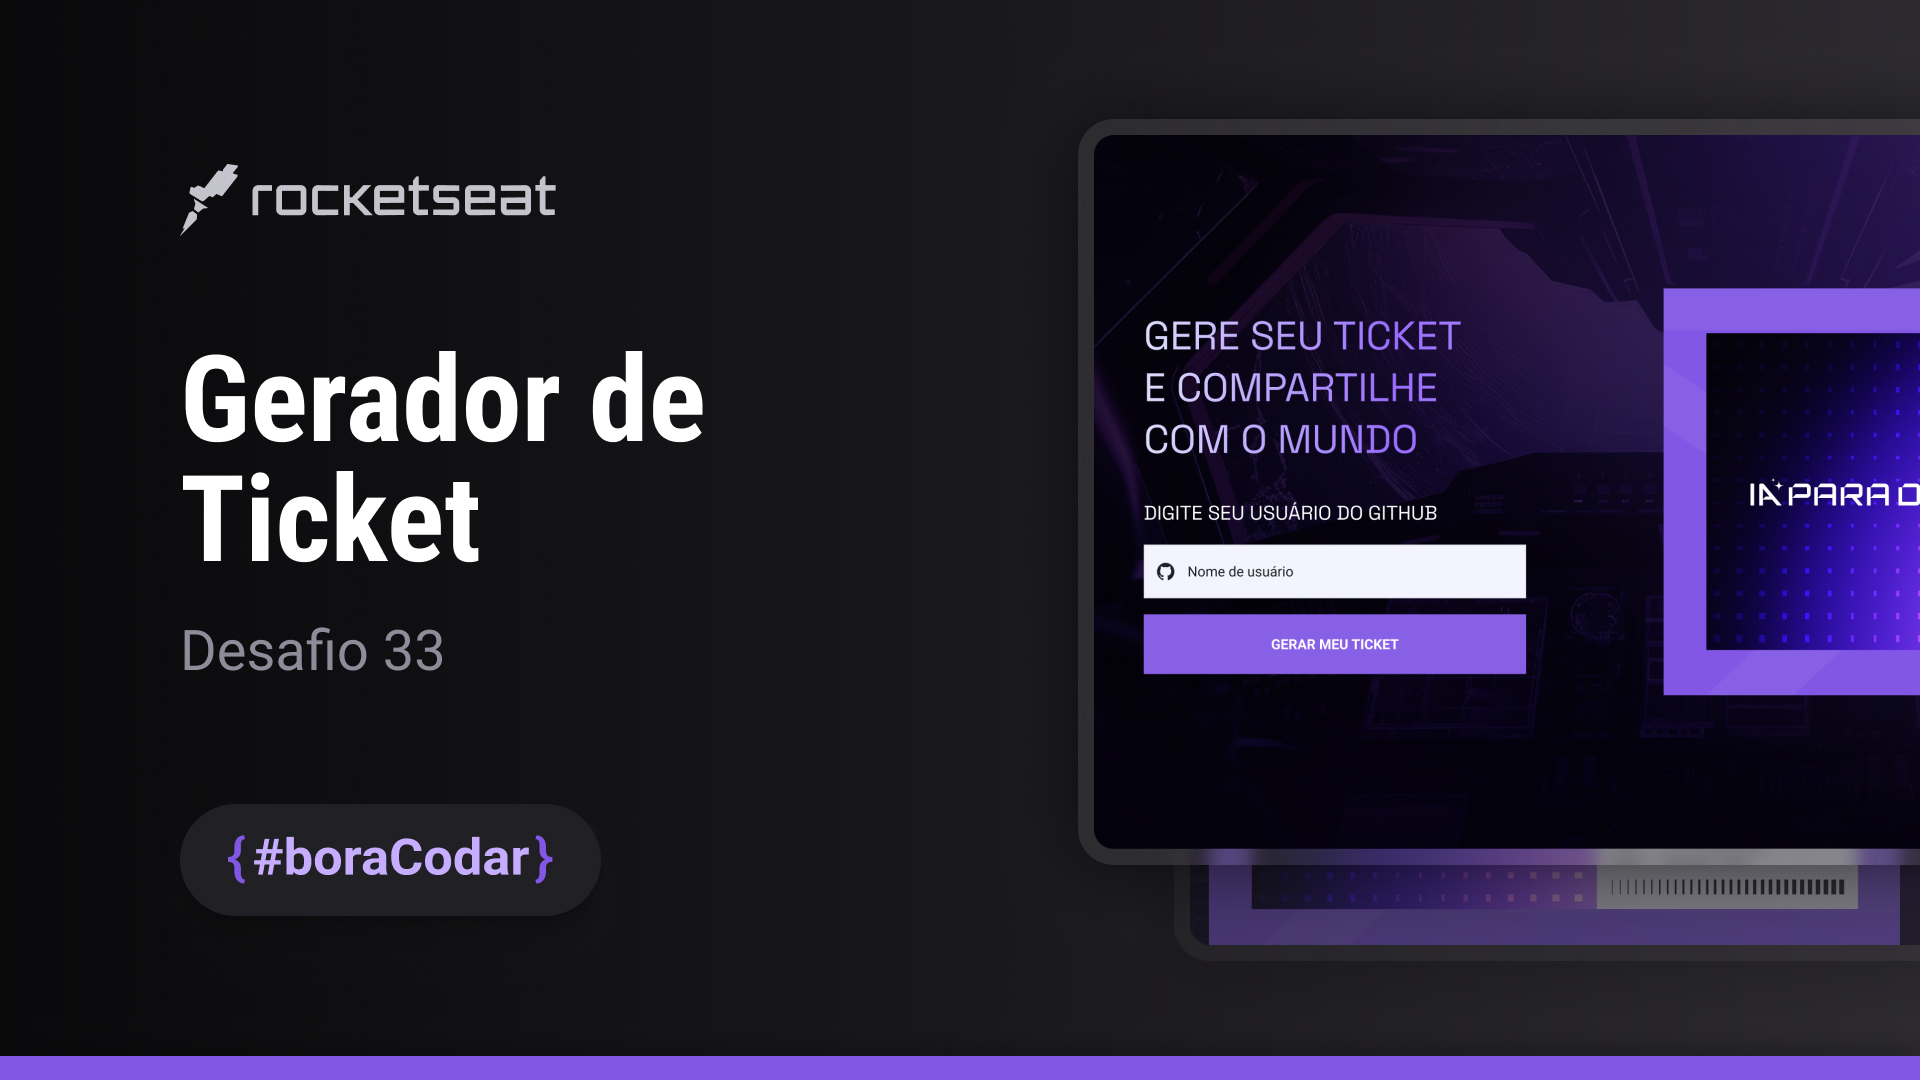 rocketseat
Gerador de
Ticket
Desafio 33
{ #boraCodar }
GERE SEU TICKET
E COMPARTILHE
COM O MUNDO
DIGITE SEU USUÁRIO DO GITHUB
Nome de usuário
GERAR MEU TICKET
IA PARA